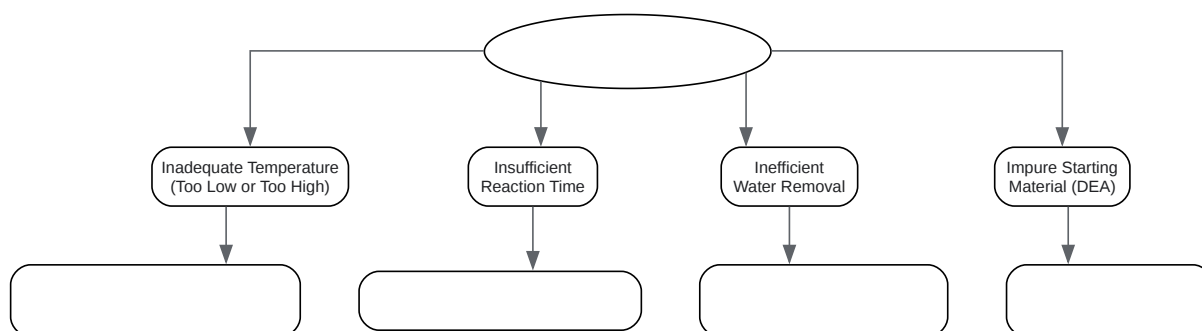 Inadequate Temperature
(Too Low or Too High)
Insufficient
Reaction Time
Inefficient
Water Removal
Impure Starting
Material (DEA)